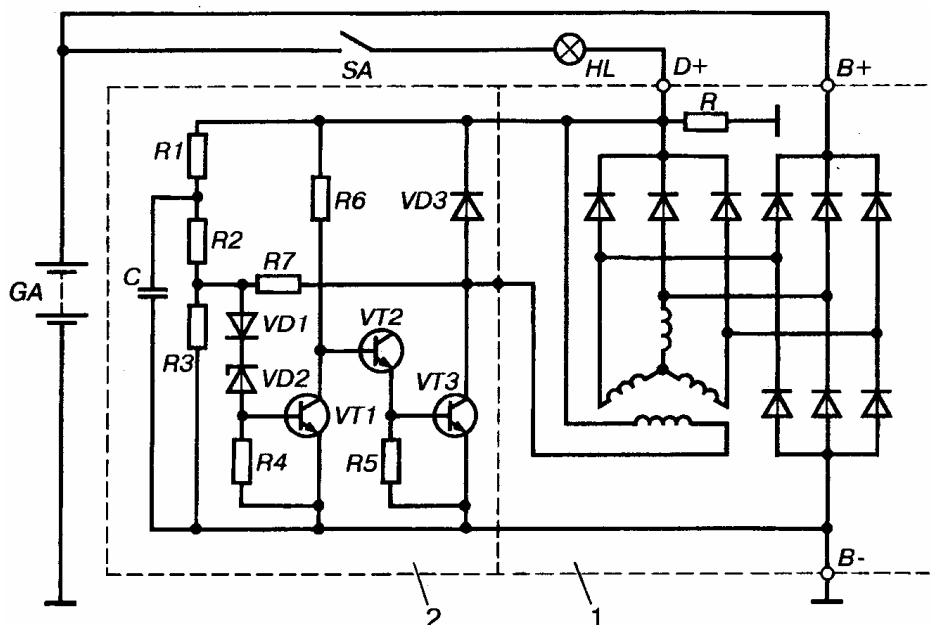 SA
HL
D+
B+
R
R1
R6
VD3
R2
GA
C
R7
R3
VD1
VT2
VD2
VT3
VT1
R4
R5
B-
2
1